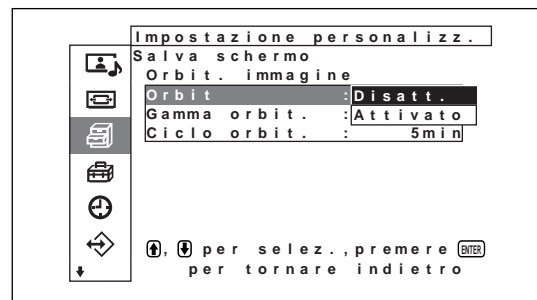 Impostazione personalizz.
Salva schermo
Orbit. immagine
Orbit :Disatt.
Gamma orbit. :Attivato
Ciclo orbit. : 5min
, per selez.,premere ENTER
per tornare indietro